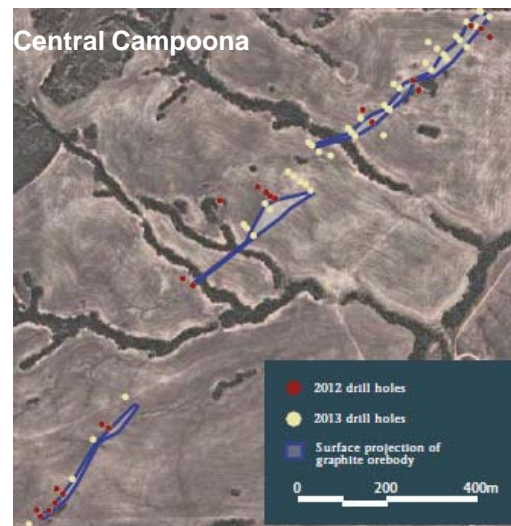 Central Campoona
2012 drill holes
2013 drill holes
Surface projection of
graphite orebody
0 200 400m